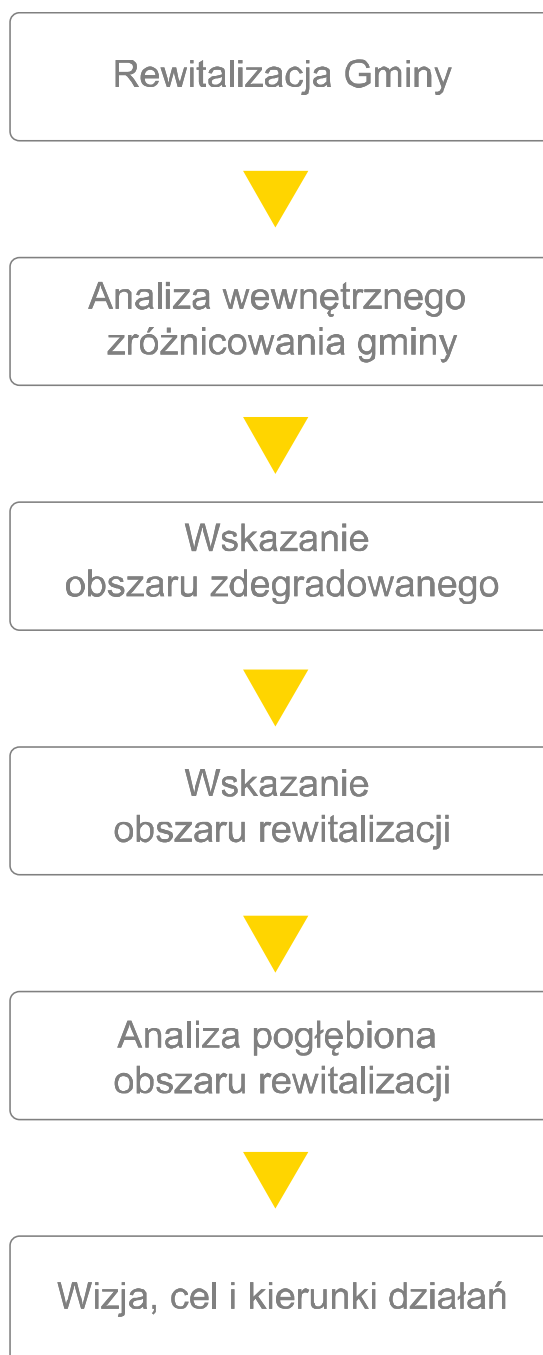 Rewitalizacja Gminy
Analiza wewnętrznego
zróżnicowania gminy
Wskazanie
obszaru zdegradowanego
Wskazanie
obszaru rewitalizacji
Analiza pogłębiona
obszaru rewitalizacji
Wizja, cel i kierunki działań